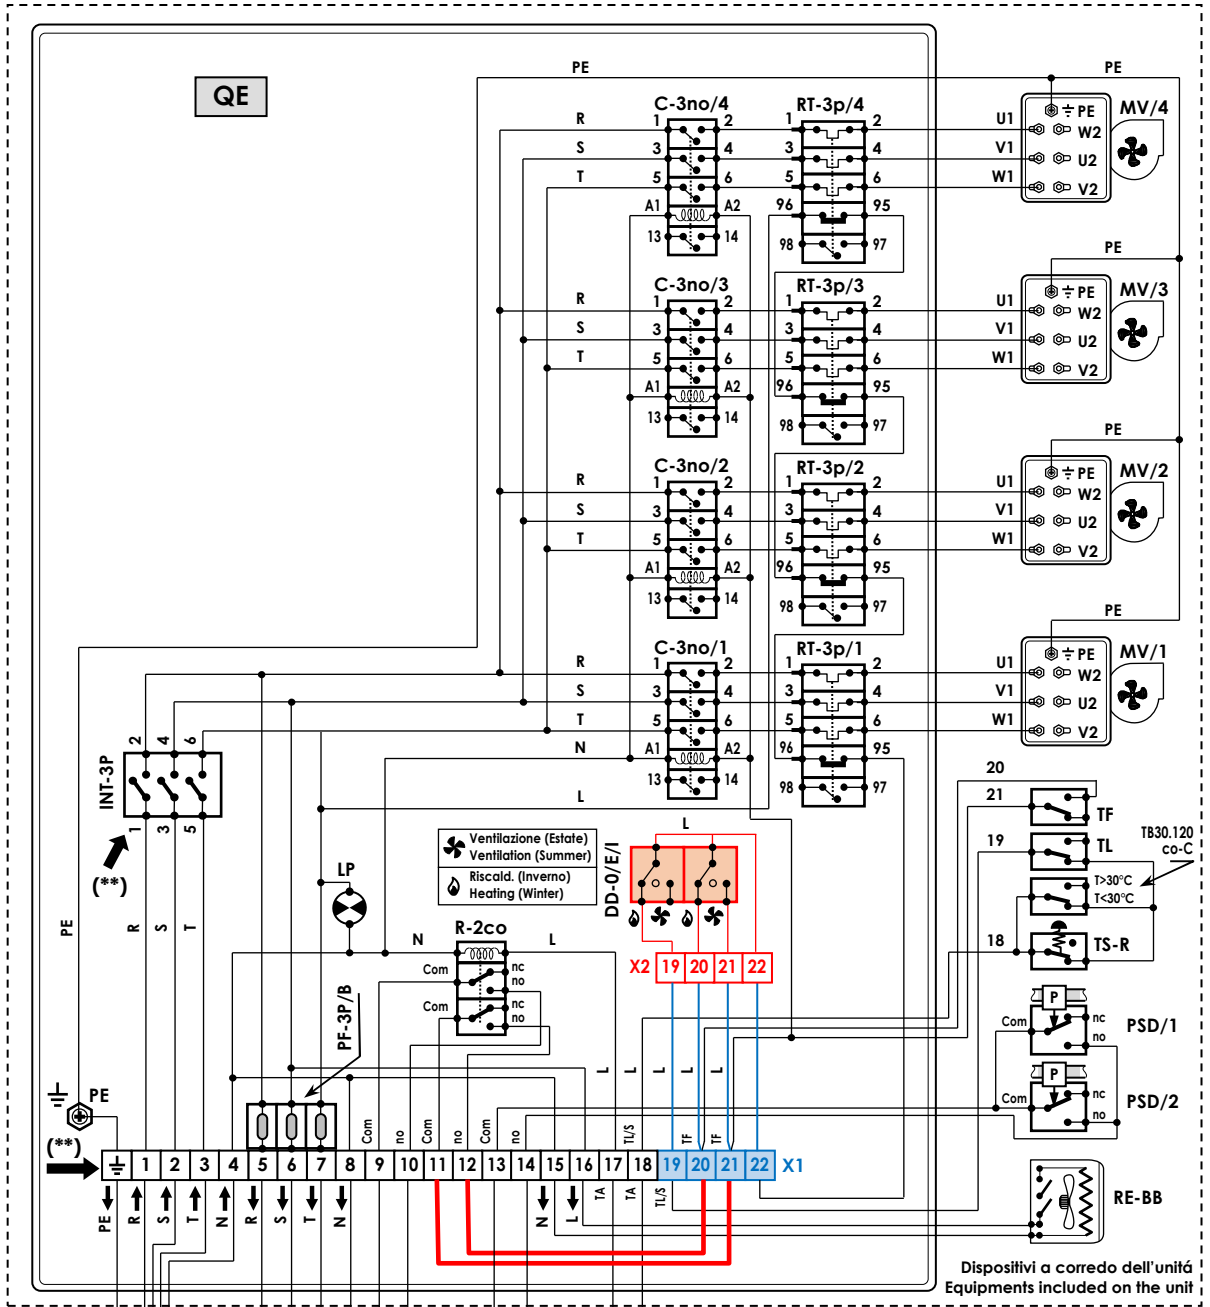 PE PE
QE
C-3no/4 RT-3p/4 MV/4
R 1 2 1 2 U1 PE W2
S 3 4 3 4 V1 U2
T 5 6 5 6 W1 V2
A1 A2 96 95
13 14 98 97
PE
C-3no/3 RT-3p/3 MV/3
R 1 2 1 2 U1 PE W2
S 3 4 3 4 V1 U2
T 5 6 5 6 W1 V2
A1 A2 96 95
13 14 98 97
PE
C-3no/2 RT-3p/2 MV/2
R 1 2 1 2 U1 PE W2
S 3 4 3 4 V1 U2
T 5 6 5 6 W1 V2
A1 A2 96 95
13 14 98 97
PE
C-3no/1 RT-3p/1 MV/1
R 1 2 1 2 U1 PE W2
S 3 4 3 4 V1 U2
T 5 6 5 6 W1 V2
N A1 A2 96 95
13 14 98 97
2 4 6
INT-3P
1 3 5
(**)
L
20
21 TF
19 TL
TB30.120
co-C
T>30°C
T<30°C
18 TS-R
Ventilazione (Estate)
Ventilation (Summer)
Riscald. (Inverno)
Heating (Winter)
L
DD-0/E/I
X2 19 20 21 22
LP
PE R S T
R-2co
N L
Com nc
no
Com nc
no
PF-3P/B
P
Com nc
no
PSD/1
P
Com nc
no
PSD/2
PE
(**)
L L L L
Com no Com no Com no TL/S TF TF
1 2 3 4 5 6 7 8 9 10 11 12 13 14 15 16 17 18 19 20 21 22 X1
PE R S T N R S T N N L TA TA TL/S
RE-BB
Dispositivi a corredo dell'unitá
Equipments included on the unit